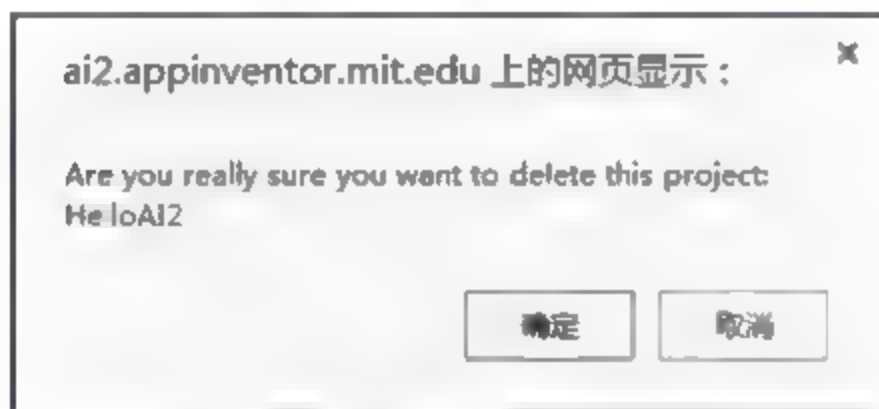 ai2.appinventor.mit.edu 上的网页显示：
Are you really sure you want to delete this project:
HelloAI2
确定
取消